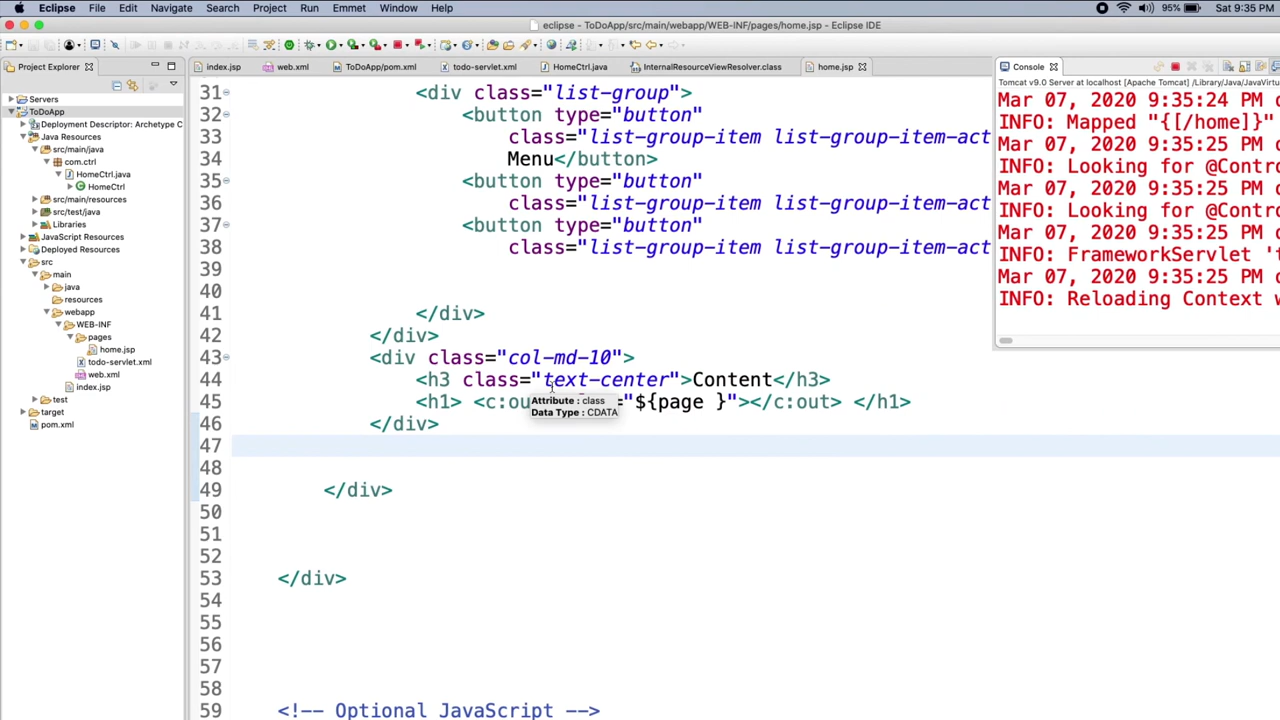 Eclipse File Edit Navigate Search Project Run Emmet Window Help 95% Sat 9:35 PM
eclipse - ToDoApp/src/main/webapp/WEB-INF/pages/home.jsp - Eclipse IDE
Project Explorer
index.jsp web.xml ToDoApp/pom.xml todo-servlet.xml HomeCtrl.java InternalResourceViewResolver.class home.jsp
Console
Servers
ToDoApp
Deployment Descriptor: Archetype C
Java Resources
src/main/java
com.ctrl
HomeCtrl.java
HomeCtrl
src/main/resources
src/test/java
Libraries
JavaScript Resources
Deployed Resources
src
main
java
resources
webapp
WEB-INF
pages
home.jsp
todo-servlet.xml
web.xml
index.jsp
test
target
pom.xml
31 <div class="list-group">
32 <button type="button"
33 class="list-group-item list-group-item-act
34 Menu</button>
35 <button type="button"
36 class="list-group-item list-group-item-act
37 <button type="button"
38 class="list-group-item list-group-item-act
39
40
41 </div>
42 </div>
43 <div class="col-md-10">
44 <h3 class="text-center">Content</h3>
45 <h1> <c:ou ="${page }"></c:out> </h1>
Attribute : class
Data Type : CDATA
46 </div>
47
48
49 </div>
50
51
52
53 </div>
54
55
56
57
58
59 <!-- Optional JavaScript -->
Tomcat v9.0 Server at localhost [Apache Tomcat] /Library/Java/JavaVirtu
Mar 07, 2020 9:35:24 PM o
INFO: Mapped "{[/home]}"
Mar 07, 2020 9:35:25 PM o
INFO: Looking for @Contro
Mar 07, 2020 9:35:25 PM o
INFO: Looking for @Contro
Mar 07, 2020 9:35:25 PM o
INFO: FrameworkServlet 't
Mar 07, 2020 9:35:25 PM o
INFO: Reloading Context w